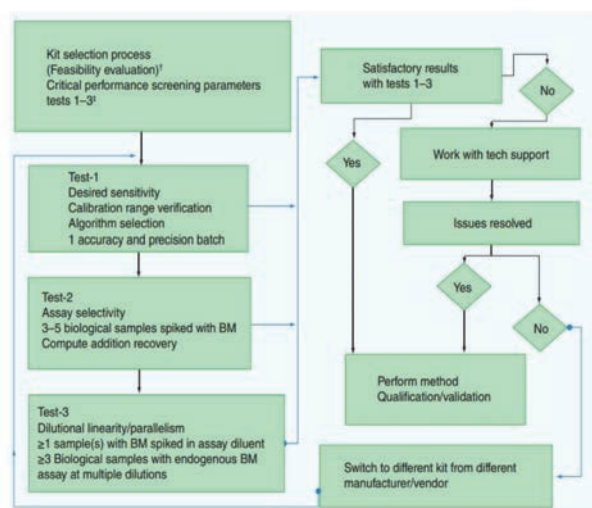 Kit selection process
(Feasibility evaluation)†
Critical performance screening parameters
tests 1–3‡
Test-1
Desired sensitivity
Calibration range verification
Algorithm selection
1 accuracy and precision batch
Test-2
Assay selectivity
3–5 biological samples spiked with BM
Compute addition recovery
Test-3
Dilutional linearity/parallelism
≥1 sample(s) with BM spiked in assay diluent
≥3 Biological samples with endogenous BM
assay at multiple dilutions
Satisfactory results
with tests 1–3
No
Yes
Work with tech support
Issues resolved
Yes
No
Perform method
Qualification/validation
Switch to different kit from different
manufacturer/vendor